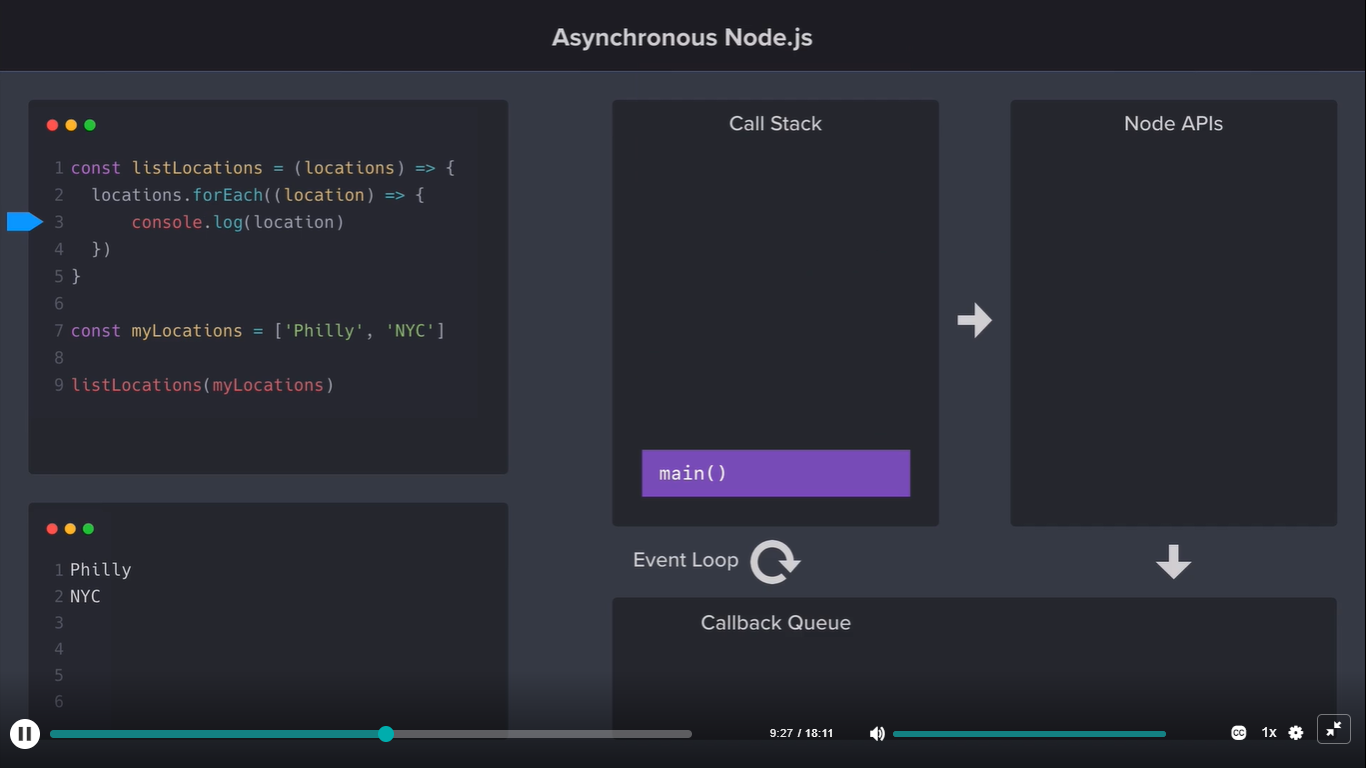 Asynchronous Node.js
1 const listLocations = (locations) => {
2 locations.forEach((location) => {
3 console.log(location)
4 })
5 }
6
7 const myLocations = ['Philly', 'NYC']
8
9 listLocations(myLocations)
1 Philly
2 NYC
3
4
5
6
Call Stack
main()
Node APIs
Event Loop
Callback Queue
9:27 / 18:11
CC
1x